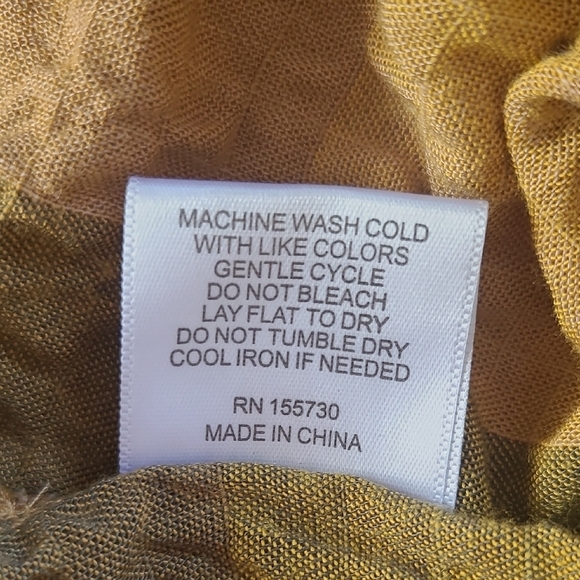 MACHINE WASH COLD
WITH LIKE COLORS
GENTLE CYCLE
DO NOT BLEACH
LAY FLAT TO DRY
DO NOT TUMBLE DRY
COOL IRON IF NEEDED
RN 155730
MADE IN CHINA